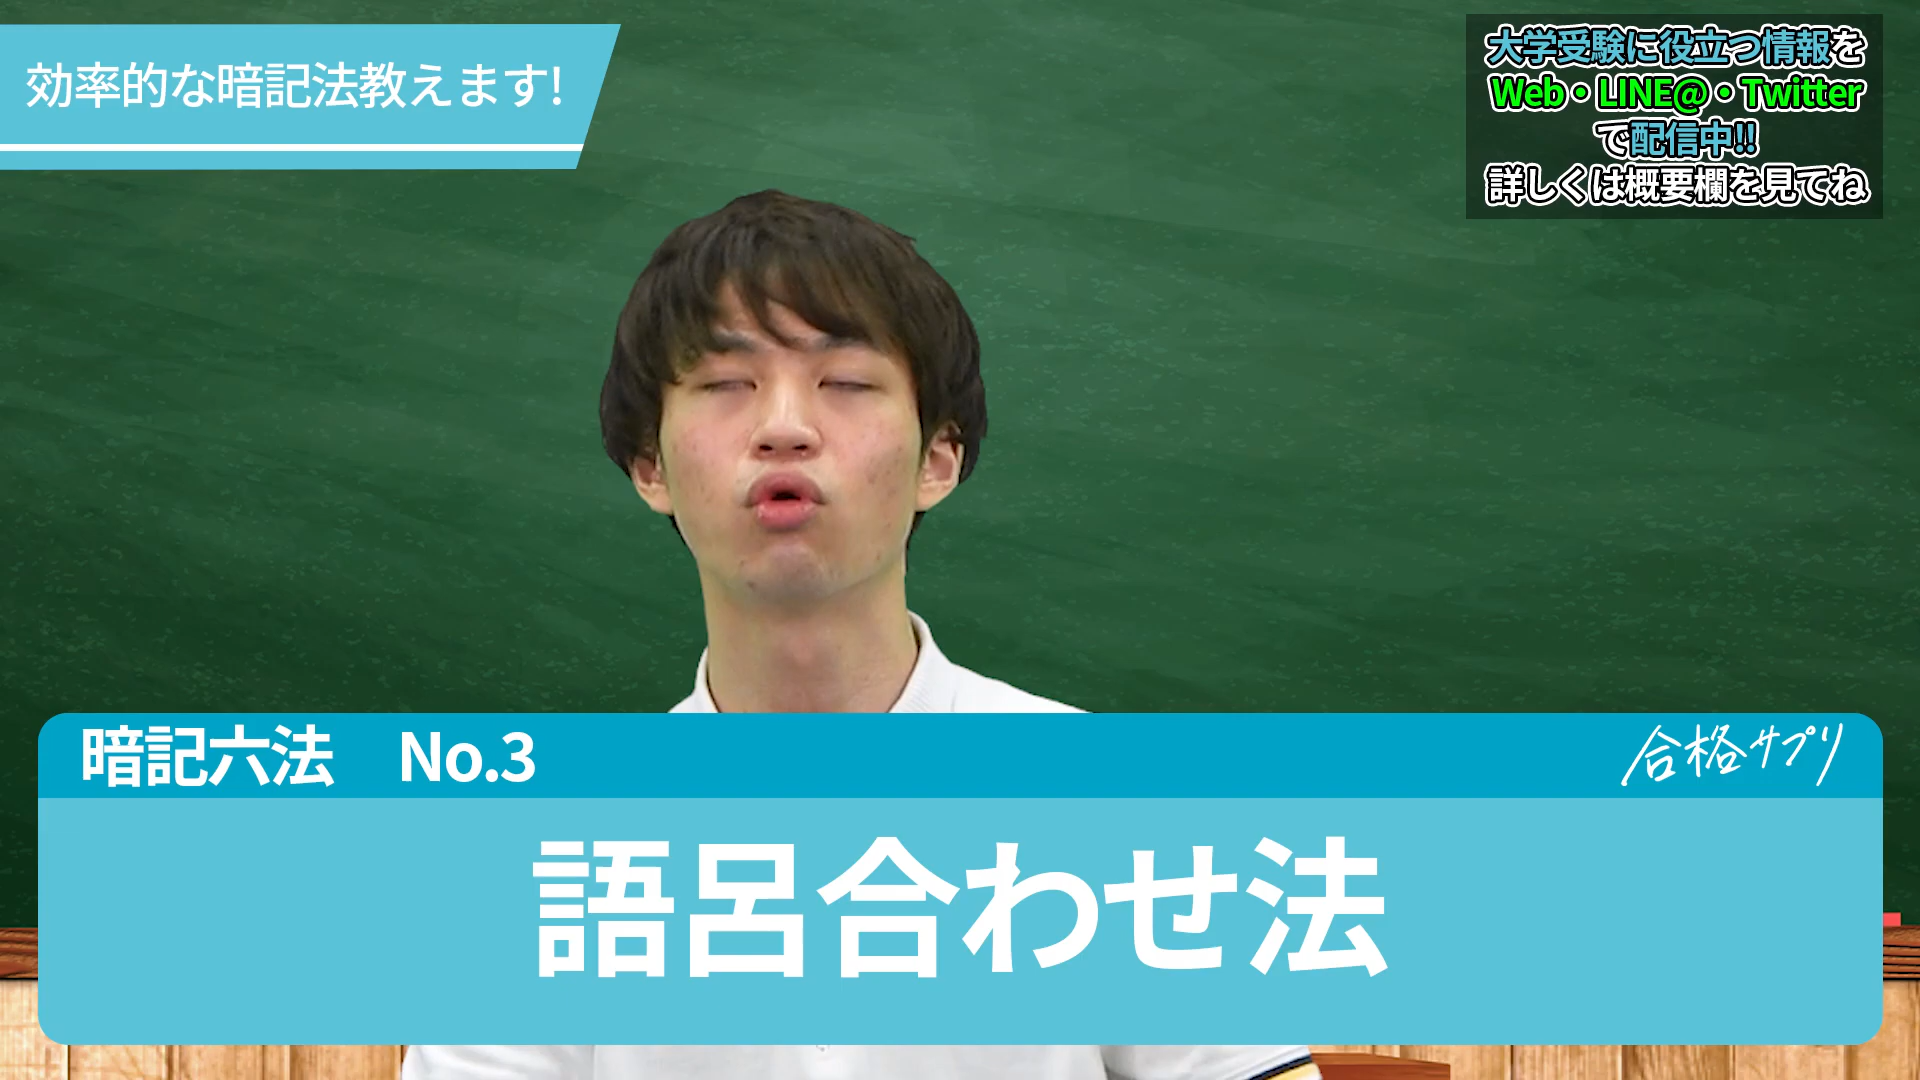 効率的な暗記法教えます!
大学受験に役立つ情報を
Web・LINE@・Twitter
で配信中!!
詳しくは概要欄を見てね
暗記六法 No.3
合格サプリ
語呂合わせ法